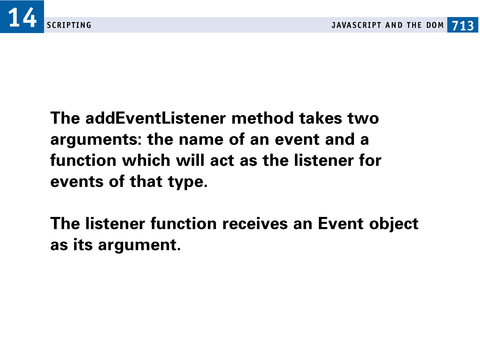 14
SCRIPTING
JAVASCRIPT AND THE DOM 713
The addEventListener method takes two
arguments: the name of an event and a
function which will act as the listener for
events of that type.
The listener function receives an Event object
as its argument.